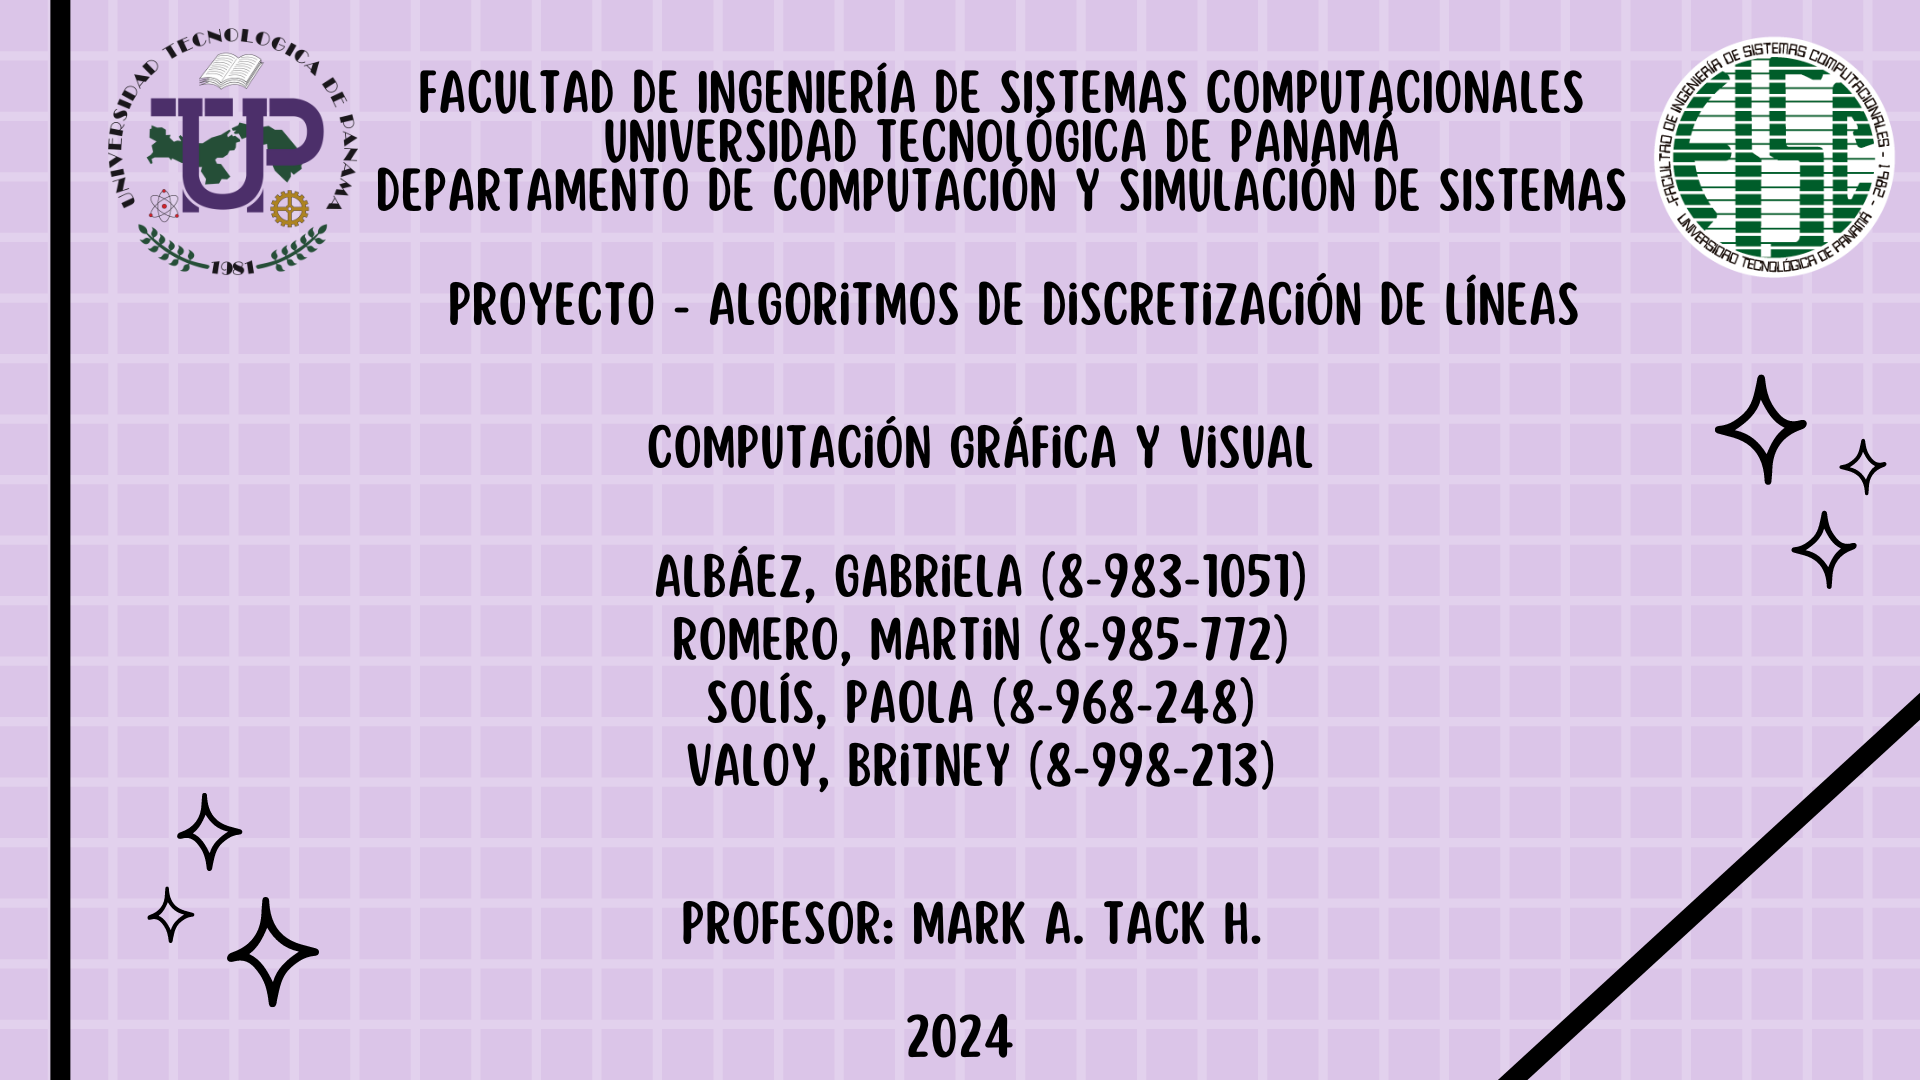 UNIVERSIDAD TECNOLOGICA DE PANAMA
UTP
1981
FACULTAD DE INGENIERÍA DE SISTEMAS COMPUTACIONALES
UNIVERSIDAD TECNOLÓGICA DE PANAMÁ
DEPARTAMENTO DE COMPUTACIÓN Y SIMULACIÓN DE SISTEMAS
FACULTAD DE INGENIERÍA DE SISTEMAS COMPUTACIONALES - 1982
FISC
UNIVERSIDAD TECNOLÓGICA DE PANAMÁ -
PROYECTO - ALGORiTMOS DE DiSCRETiZACiÓN DE LÍNEAS
COMPUTACiÓN GRÁFiCA Y ViSUAL
ALBÁEZ, GABRiELA (8-983-1051)
ROMERO, MARTiN (8-985-772)
SOLÍS, PAOLA (8-968-248)
VALOY, BRiTNEY (8-998-213)
PROFESOR: MARK A. TACK H.
2024